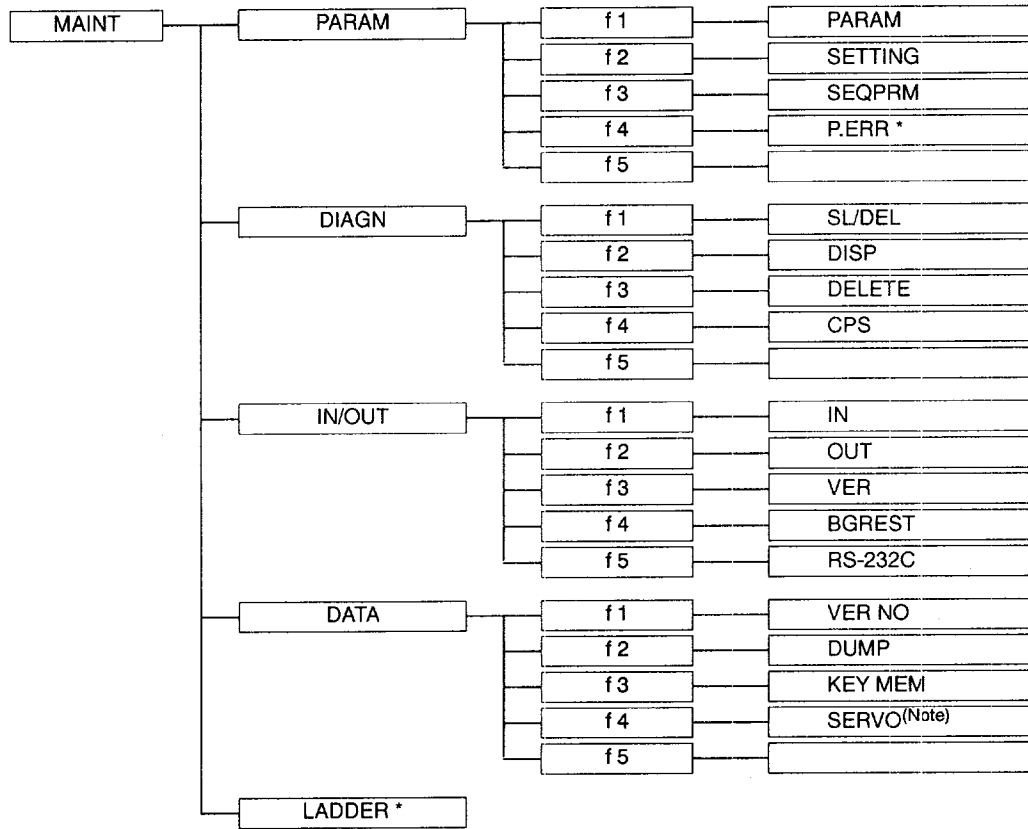 MAINT PARAM f 1 PARAM
f 2 SETTING
f 3 SEQPRM
f 4 P.ERR *
f 5
DIAGN f 1 SL/DEL
f 2 DISP
f 3 DELETE
f 4 CPS
f 5
IN/OUT f 1 IN
f 2 OUT
f 3 VER
f 4 BGREST
f 5 RS-232C
DATA f 1 VER NO
f 2 DUMP
f 3 KEY MEM
f 4 SERVO(Note)
f 5
LADDER *